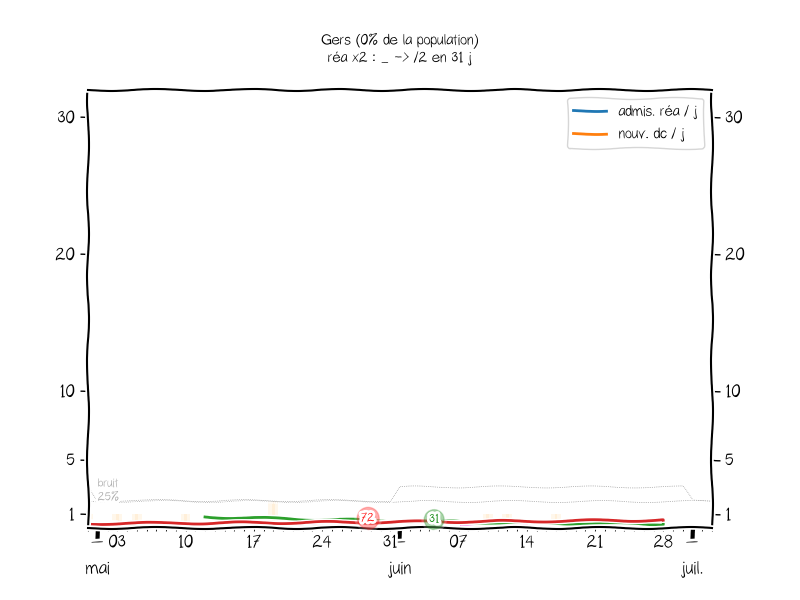 Gers (0% de la population)
réa x2 : _ -> /2 en 31 j
admis. réa / j
nouv. dc / j
30
30
20
20
10
10
5
5
bruit
25%
1
1
72
31
03
10
17
24
31
07
14
21
28
mai
juin
juil.